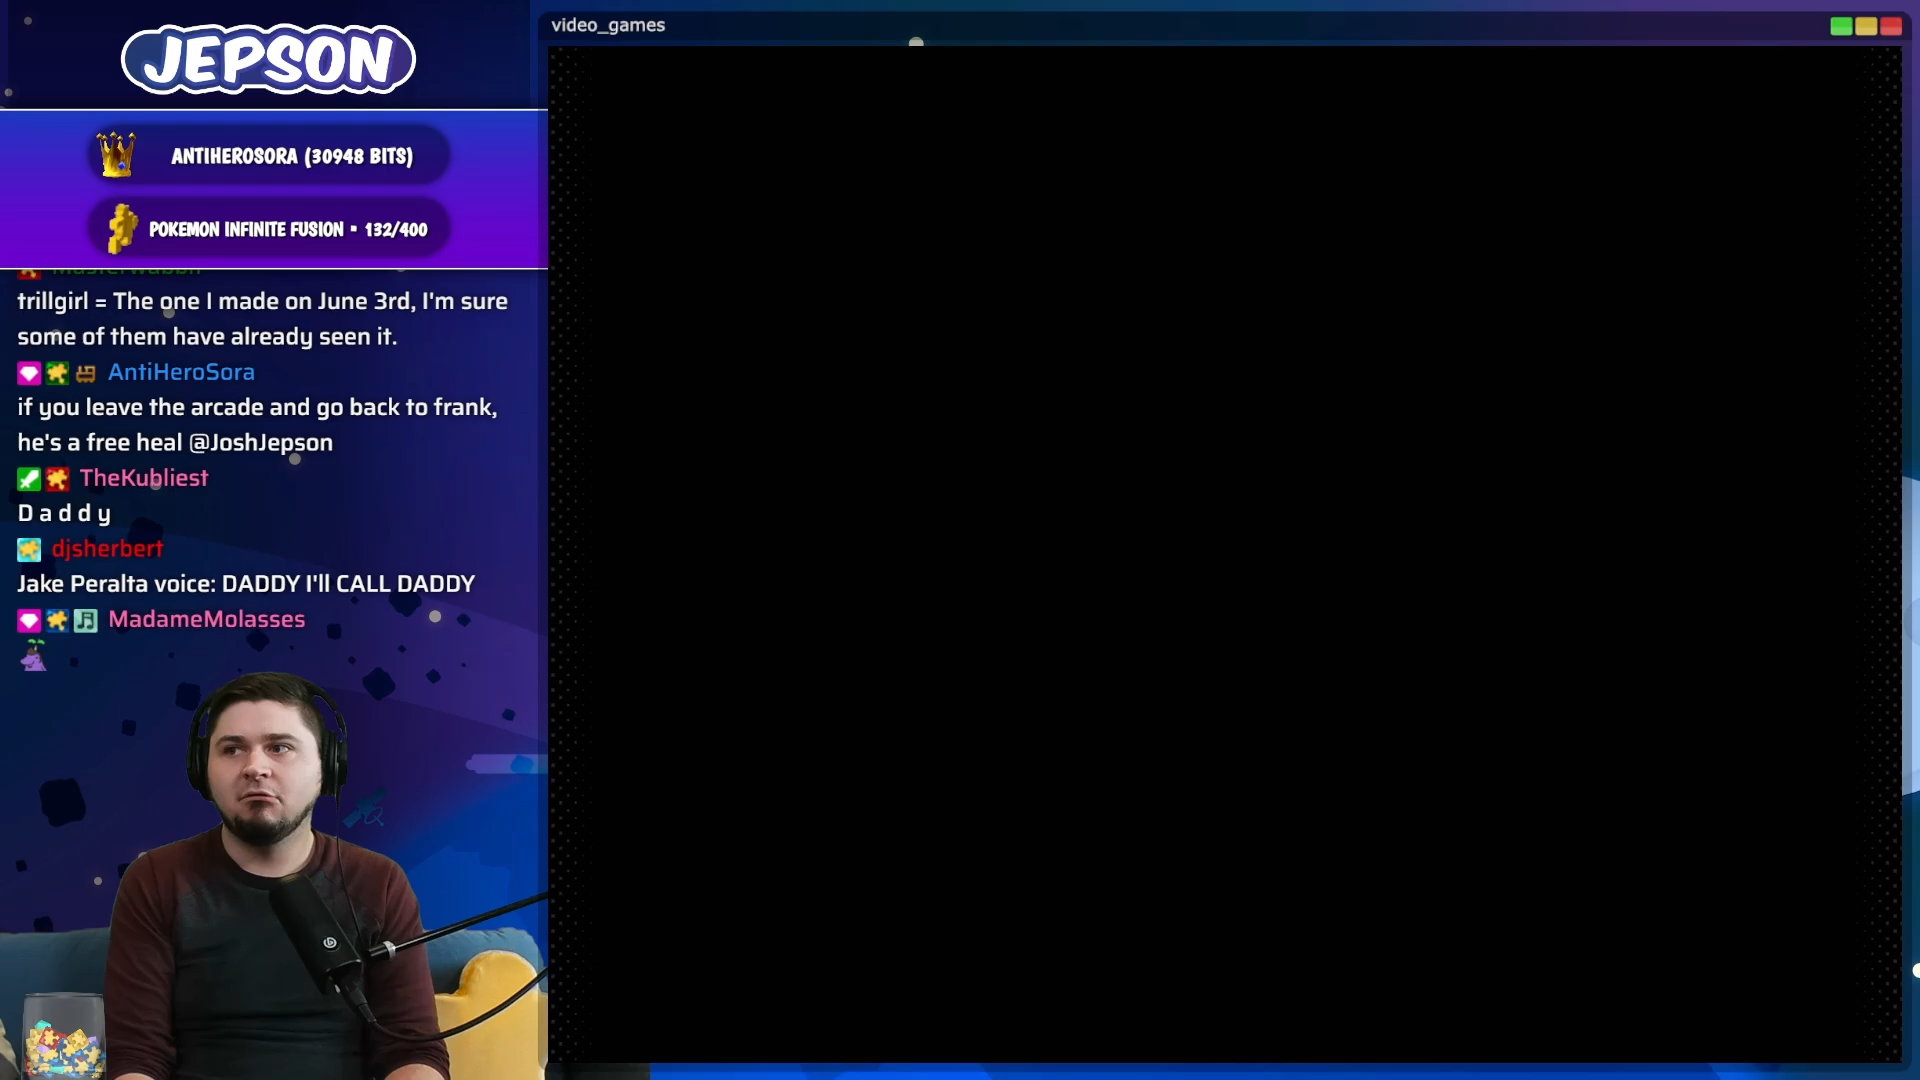 JEPSON
ANTIHEROSORA (30948 BITS)
POKEMON INFINITE FUSION • 132/400
trillgirl = The one I made on June 3rd, I'm sure
some of them have already seen it.
AntiHeroSora
if you leave the arcade and go back to frank,
he's a free heal @JoshJepson
TheKubliest
D a d d y
djsherbert
Jake Peralta voice: DADDY I'll CALL DADDY
MadameMolasses
video_games